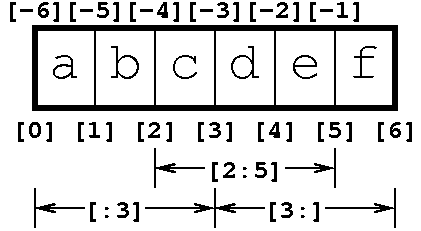 [-6][-5][-4][-3][-2][-1]
a b c d e f
[0] [1] [2] [3] [4] [5] [6]
[2:5]
[:3] [3:]